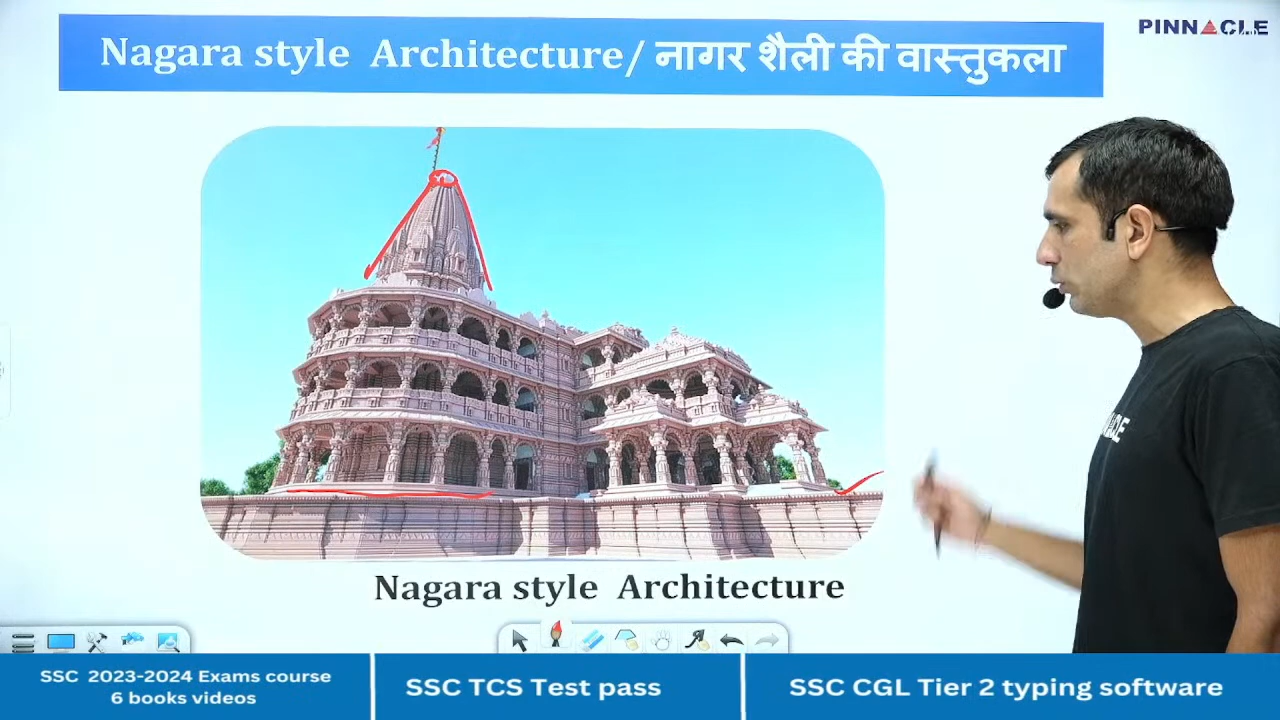 Nagara style Architecture/ नागर शैली की वास्तुकला
PINNACLE
Nagara style Architecture
SSC 2023-2024 Exams course
6 books videos
SSC TCS Test pass
SSC CGL Tier 2 typing software